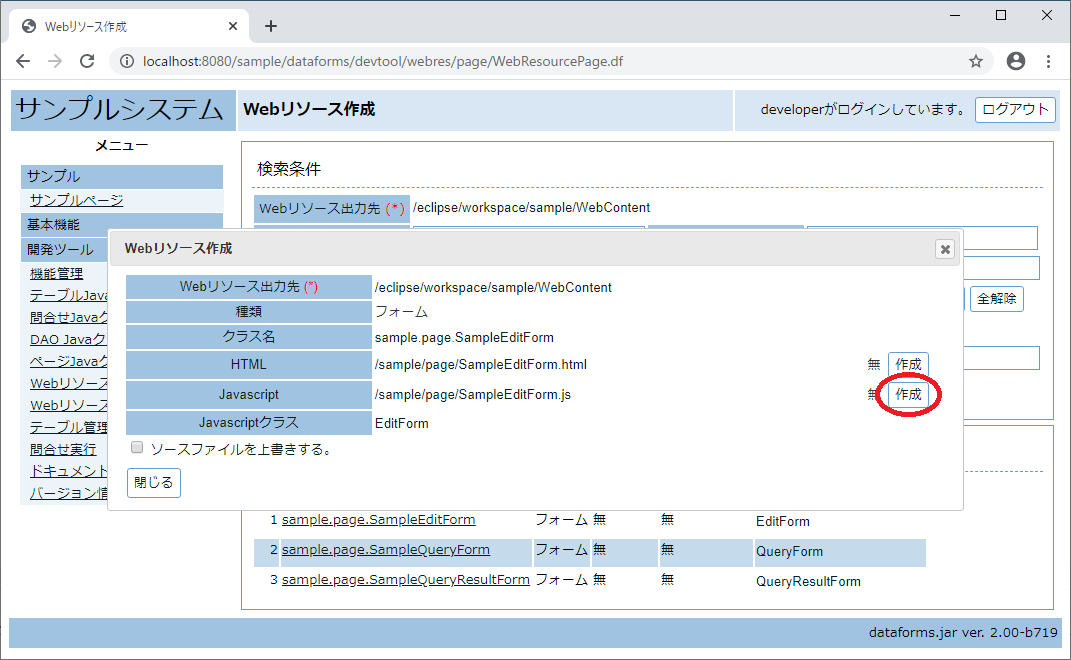 Webリソース作成
localhost:8080/sample/dataforms/devtool/webres/page/WebResourcePage.df
サンプルシステム
Webリソース作成
developerがログインしています。
ログアウト
メニュー
サンプル
サンプルページ
基本機能
開発ツール
機能管理
テーブルJava
問合せJavaク
DAO Javaク
ページJavaク
Webリソース
Webリソース
テーブル管理
問合せ実行
ドキュメント
バージョン情
検索条件
Webリソース出力先 (*) /eclipse/workspace/sample/WebContent
全解除
Webリソース作成
Webリソース出力先 (*) /eclipse/workspace/sample/WebContent
種類 フォーム
クラス名 sample.page.SampleEditForm
HTML /sample/page/SampleEditForm.html 無 作成
Javascript /sample/page/SampleEditForm.js 無 作成
Javascriptクラス EditForm
ソースファイルを上書きする。
閉じる
1 sample.page.SampleEditForm フォーム 無 無 EditForm
2 sample.page.SampleQueryForm フォーム 無 無 QueryForm
3 sample.page.SampleQueryResultForm フォーム 無 無 QueryResultForm
dataforms.jar ver. 2.00-b719